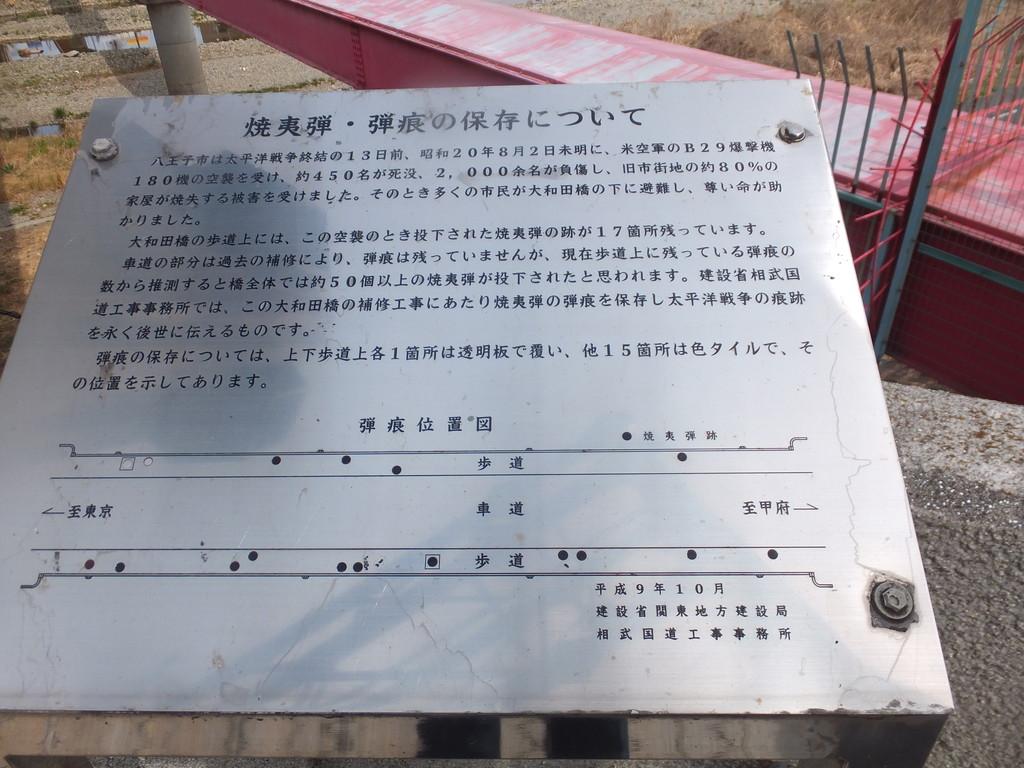 焼夷弾・弾痕の保存について
八王子市は太平洋戦争終結の13日前、昭和20年8月2日未明に、米空軍のB29爆撃機
180機の空襲を受け、約450名が死没、2,000余名が負傷し、旧市街地の約80%の
家屋が焼失する被害を受けました。そのとき多くの市民が大和田橋の下に避難し、尊い命が助
かりました。
大和田橋の歩道上には、この空襲のとき投下された焼夷弾の跡が17箇所残っています。
車道の部分は過去の補修により、弾痕は残っていませんが、現在歩道上に残っている弾痕の
数から推測すると橋全体では約50個以上の焼夷弾が投下されたと思われます。建設省相武国
道工事事務所では、この大和田橋の補修工事にあたり焼夷弾の弾痕を保存し太平洋戦争の痕跡
を永く後世に伝えるものです。
弾痕の保存については、上下歩道上各1箇所は透明板で覆い、他15箇所は色タイルで、そ
の位置を示してあります。
弾痕位置図
●焼夷弾跡
歩道
←至東京 車道 至甲府→
歩道
平成9年10月
建設省関東地方建設局
相武国道工事事務所